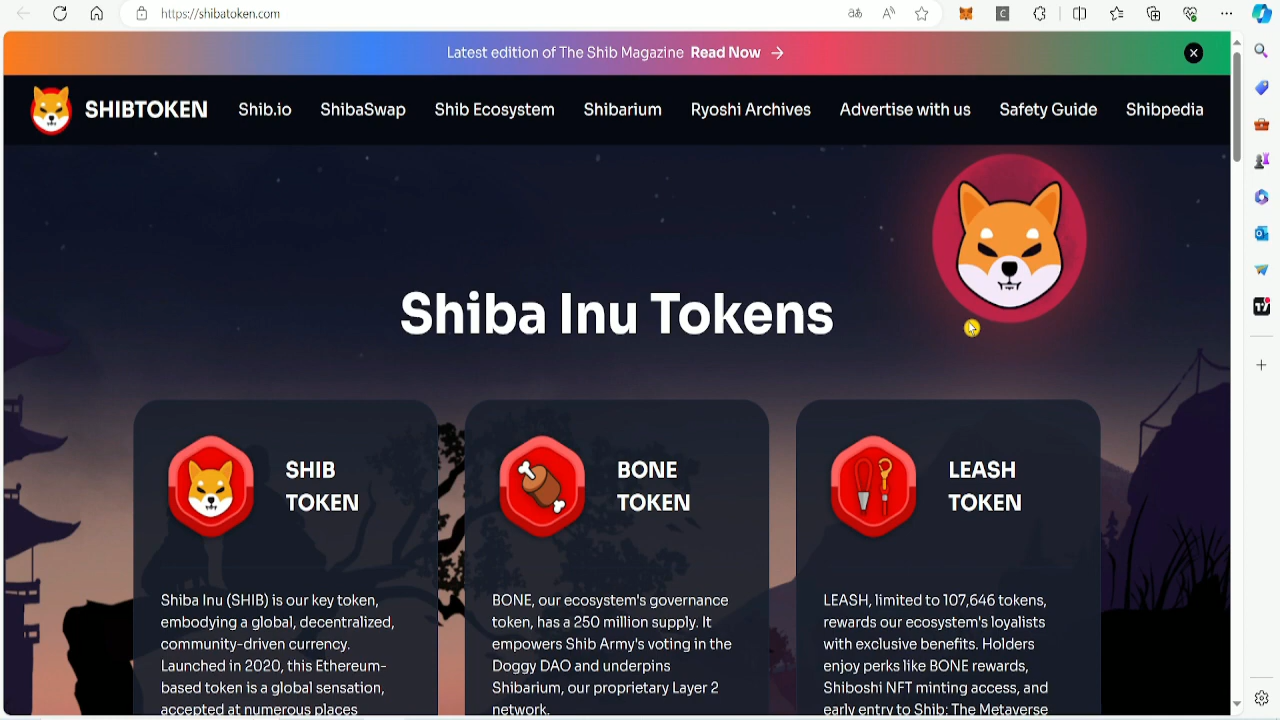 https://shibatoken.com
Latest edition of The Shib Magazine Read Now →
SHIBTOKEN Shib.io ShibaSwap Shib Ecosystem Shibarium Ryoshi Archives Advertise with us Safety Guide Shibpedia
Shiba Inu Tokens
SHIB
TOKEN
Shiba Inu (SHIB) is our key token,
embodying a global, decentralized,
community-driven currency.
Launched in 2020, this Ethereum-
based token is a global sensation,
accepted at numerous places
BONE
TOKEN
BONE, our ecosystem's governance
token, has a 250 million supply. It
empowers Shib Army's voting in the
Doggy DAO and underpins
Shibarium, our proprietary Layer 2
network.
LEASH
TOKEN
LEASH, limited to 107,646 tokens,
rewards our ecosystem's loyalists
with exclusive benefits. Holders
enjoy perks like BONE rewards,
Shiboshi NFT minting access, and
early entry to Shib: The Metaverse